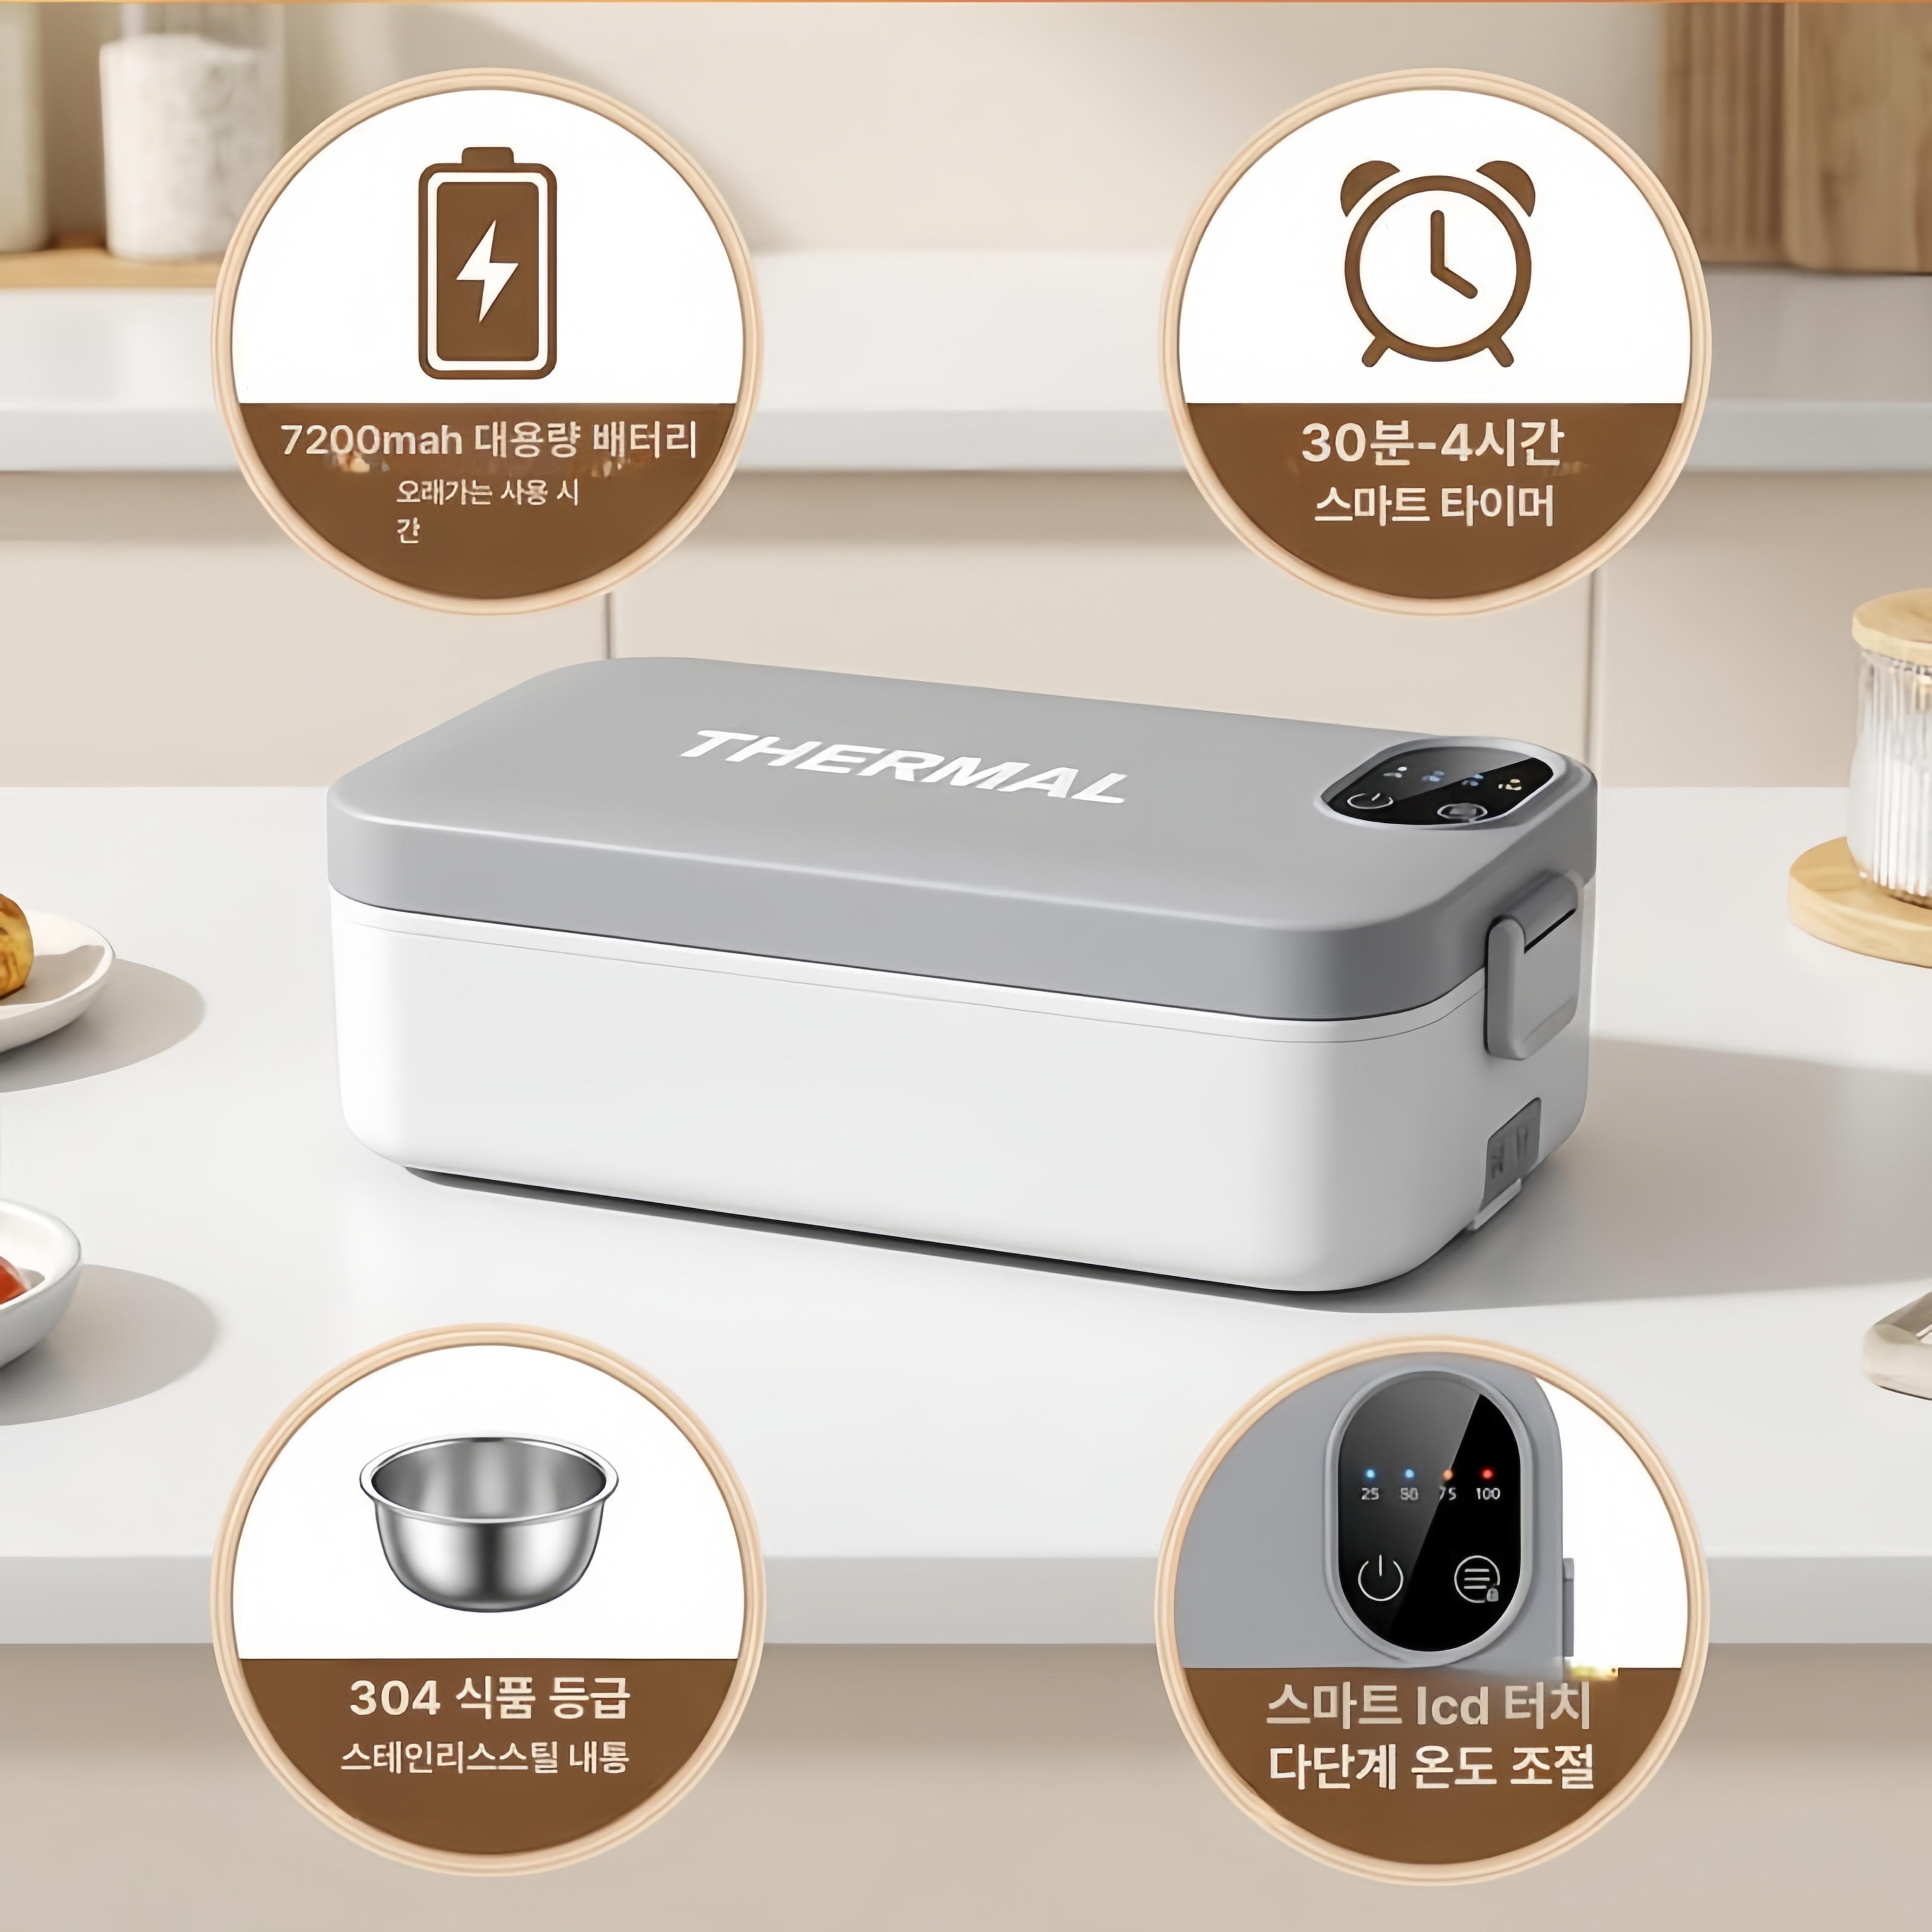 7200mah 대용량 배터리
오래가는 사용 시
간
30분-4시간
스마트 타이머
THERMAL
304 식품 등급
스테인리스스틸 내통
25 50 75 100
스마트 lcd 터치
다단계 온도 조절